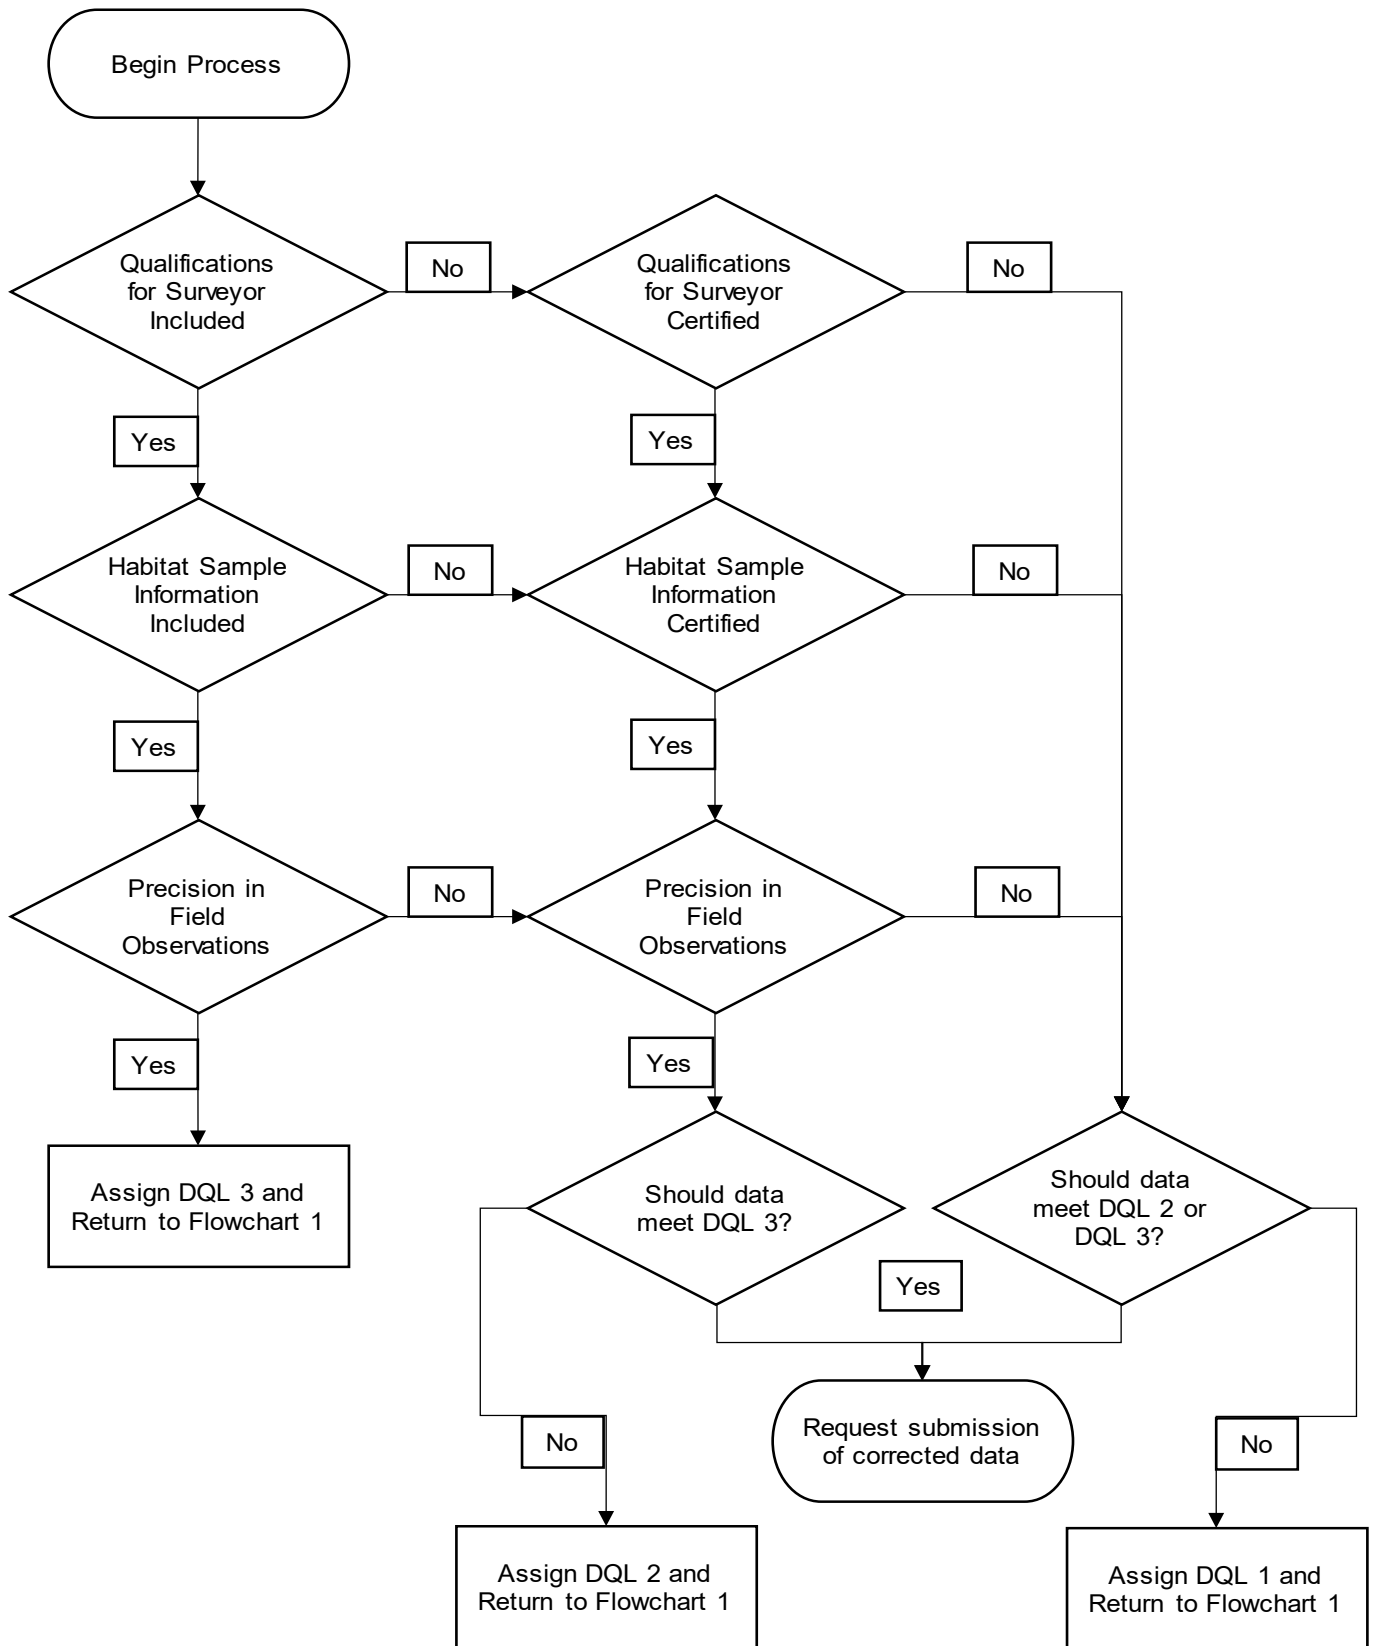 Begin Process
Qualifications
for Surveyor
Included
No
Qualifications
for Surveyor
Certified
No
Yes
Yes
Habitat Sample
Information
Included
No
Habitat Sample
Information
Certified
No
Yes
Yes
Precision in
Field
Observations
No
Precision in
Field
Observations
No
Yes
Yes
Assign DQL 3 and
Return to Flowchart 1
Should data
meet DQL 3?
Should data
meet DQL 2 or
DQL 3?
Yes
No
Request submission
of corrected data
No
Assign DQL 2 and
Return to Flowchart 1
Assign DQL 1 and
Return to Flowchart 1